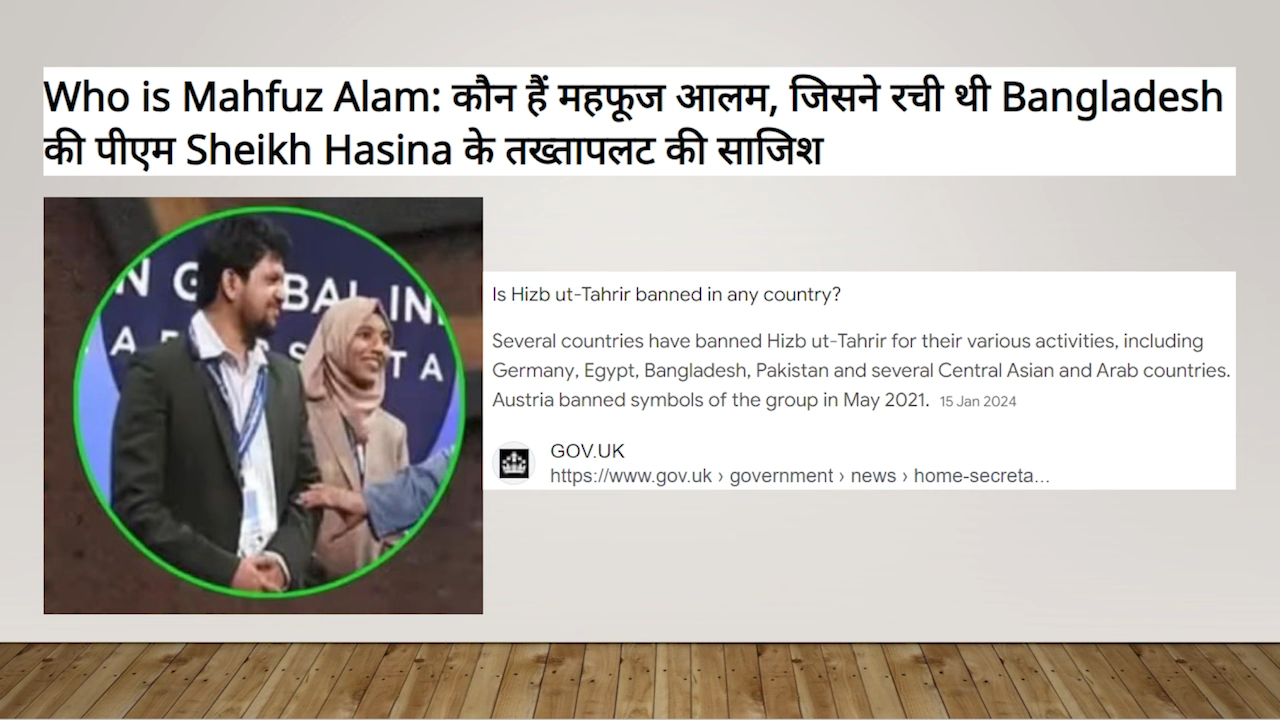 Who is Mahfuz Alam: कौन हैं महफूज आलम, जिसने रची थी Bangladesh
की पीएम Sheikh Hasina के तख्तापलट की साजिश
N G BAL IN
A
S TA
Is Hizb ut-Tahrir banned in any country?
Several countries have banned Hizb ut-Tahrir for their various activities, including
Germany, Egypt, Bangladesh, Pakistan and several Central Asian and Arab countries.
Austria banned symbols of the group in May 2021. 15 Jan 2024
GOV.UK
https://www.gov.uk › government › news › home-secreta...